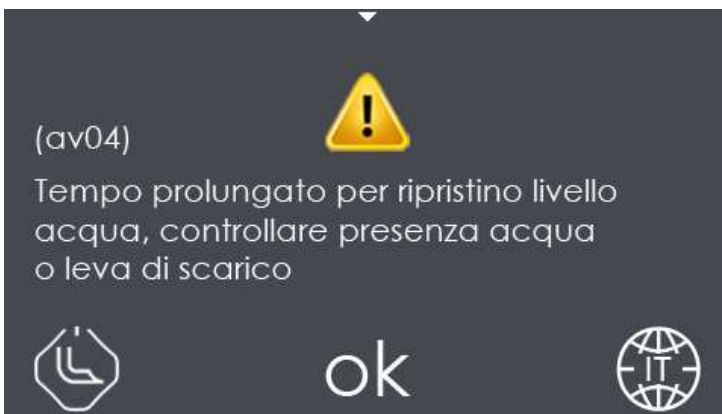 (av04)
Tempo prolungato per ripristino livello
acqua, controllare presenza acqua
o leva di scarico
ok
IT